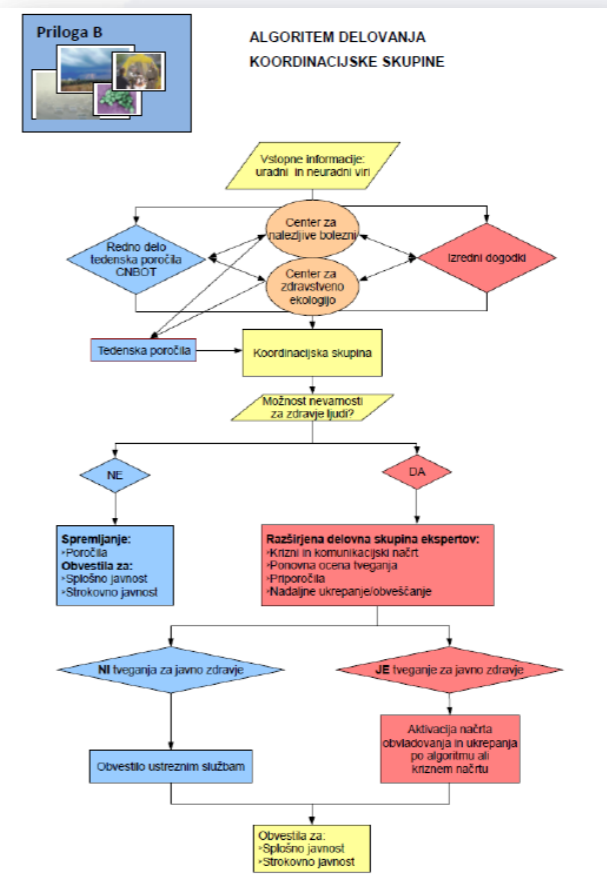 Priloga B
ALGORITEM DELOVANJA
KOORDINACIJSKE SKUPINE
Vstopne informacije:
uradni in neuradni viri
Center za
nalezljive bolezni
Redno delo
tedenska poročila
CNBOT
Izredni dogodki
Center za
zdravstveno
ekologijo
Tedenska poročila
Koordinacijska skupina
Možnost nevarnosti
za zdravje ljudi?
NE
DA
Spremljanje:
Poročila
Obvestila za:
Splošno javnost
Strokovno javnost
Razširjena delovna skupina ekspertov:
Krizni in komunikacijski načrt
Ponovna ocena tveganja
Priporočila
Nadaljne ukrepanje/obveščanje
NI tveganja za javno zdravje
JE tveganje za javno zdravje
Obvestilo ustreznim službam
Aktivacija načrta
obvladovanja in ukrepanja
po algoritmu ali
kriznem načrtu
Obvestila za:
Splošno javnost
Strokovno javnost